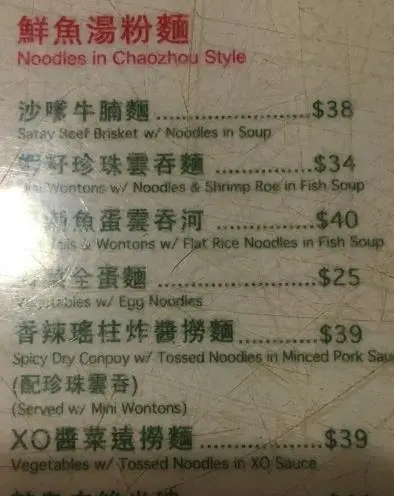 鮮魚湯粉麵
Noodles in Chaozhou Style
沙嗲牛腩麵 $38
Satay Beef Brisket w/ Noodles in Soup
蝦籽珍珠雲吞麵 $34
Wontons w/ Noodles & Shrimp Roe in Fish Soup
潮魚蛋雲吞河 $40
& Wontons w/ Flat Rice Noodles in Fish Soup
全蛋麵 $25
Vegetables w/ Egg Noodles
香辣瑤柱炸醬撈麵 $39
Spicy Dry Conpoy w/ Tossed Noodles in Minced Pork Sau
(配珍珠雲吞)
(Served w/ Mini Wontons)
XO醬菜遠撈麵 $39
Vegetables w/ Tossed Noodles in XO Sauce